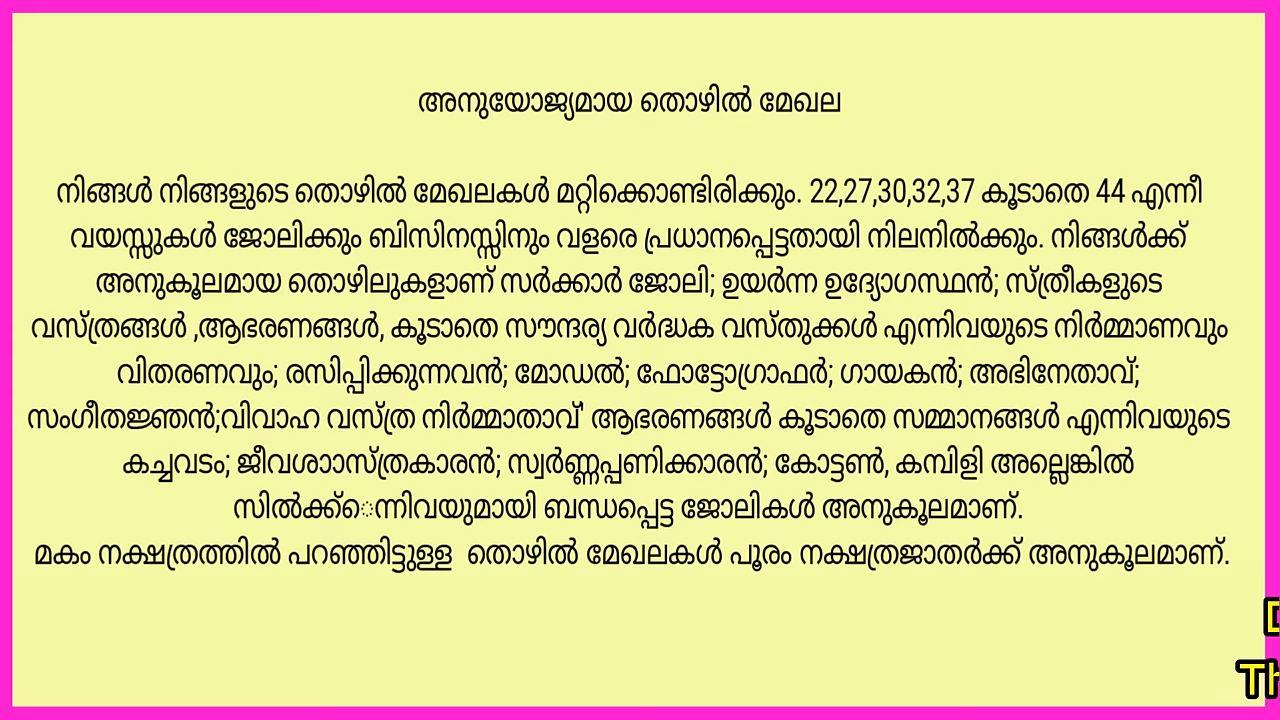 അനുയോജ്യമായ തൊഴിൽ മേഖല
നിങ്ങൾ നിങ്ങളുടെ തൊഴിൽ മേഖലകൾ മറ്റിക്കൊണ്ടിരിക്കും. 22,27,30,32,37 കൂടാതെ 44 എന്നീ
വയസ്സുകൾ ജോലിക്കും ബിസിനസ്സിനും വളരെ പ്രധാനപ്പെട്ടതായി നിലനിൽക്കും. നിങ്ങൾക്ക്
അനുകൂലമായ തൊഴിലുകളാണ് സർക്കാർ ജോലി; ഉയർന്ന ഉദ്യോഗസ്ഥൻ; സ്ത്രീകളുടെ
വസ്ത്രങ്ങൾ ,ആഭരണങ്ങൾ, കൂടാതെ സൗന്ദര്യ വർദ്ധക വസ്തുക്കൾ എന്നിവയുടെ നിർമ്മാണവും
വിതരണവും; രസിപ്പിക്കുന്നവൻ; മോഡൽ; ഫോട്ടോഗ്രാഫർ; ഗായകൻ; അഭിനേതാവ്;
സംഗീതജ്ഞൻ;വിവാഹ വസ്ത്ര നിർമ്മാതാവ്' ആഭരണങ്ങൾ കൂടാതെ സമ്മാനങ്ങൾ എന്നിവയുടെ
കച്ചവടം; ജീവശാാസ്ത്രകാരൻ; സ്വർണ്ണപ്പണിക്കാരൻ; കോട്ടൺ, കമ്പിളി അല്ലെങ്കിൽ
സിൽക്ക്െന്നിവയുമായി ബന്ധപ്പെട്ട ജോലികൾ അനുകൂലമാണ്.
മകം നക്ഷത്രത്തിൽ പറഞ്ഞിട്ടുള്ള  തൊഴിൽ മേഖലകൾ പൂരം നക്ഷത്രജാതർക്ക് അനുകൂലമാണ്.